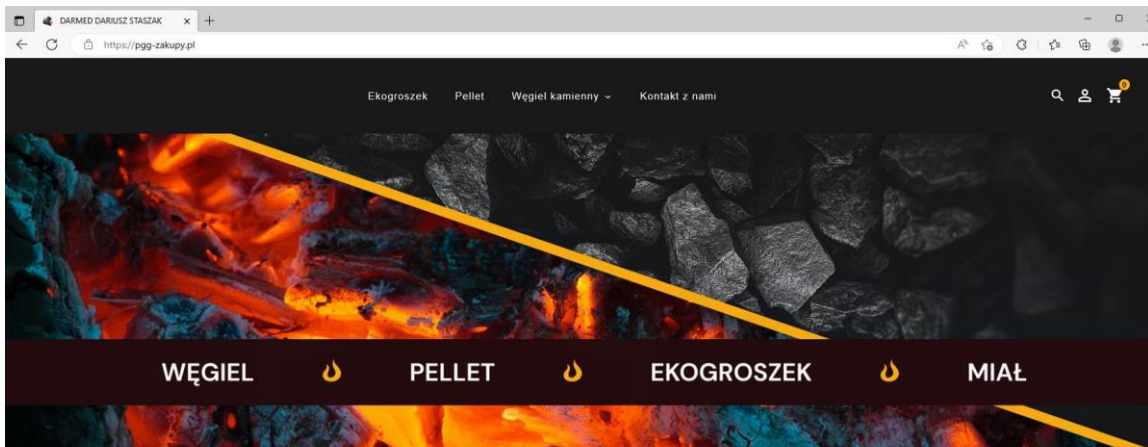 DARMED DARIUSZ STASZAK
https://pgg-zakupy.pl
Ekogroszek Pellet Węgiel kamienny Kontakt z nami
0
WĘGIEL PELLET EKOGROSZEK MIAŁ